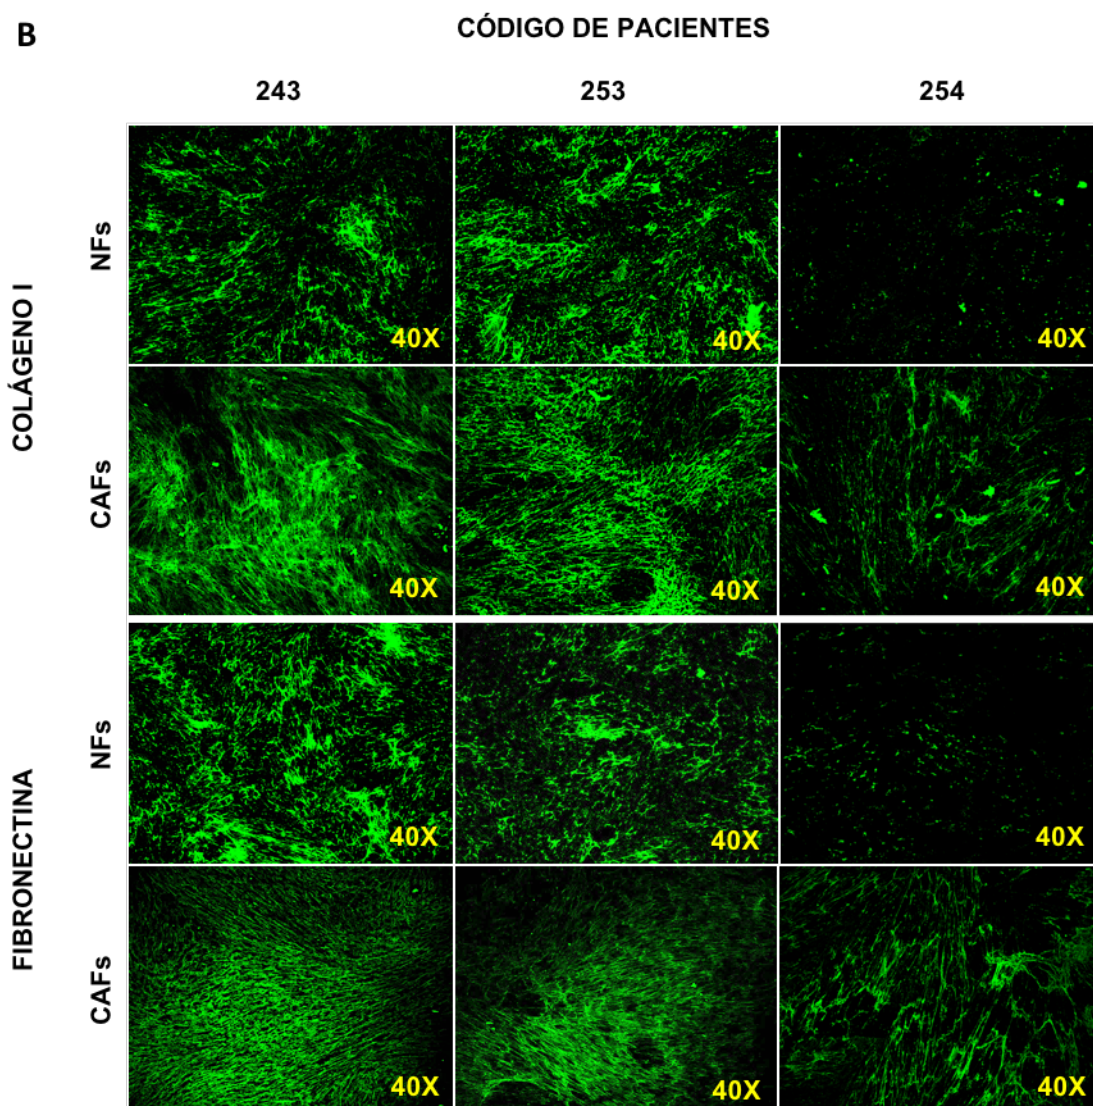 B
CÓDIGO DE PACIENTES
243 253 254
COLÁGENO I
NFs
40X 40X 40X
CAFs
40X 40X 40X
FIBRONECTINA
NFs
40X 40X 40X
CAFs
40X 40X 40X